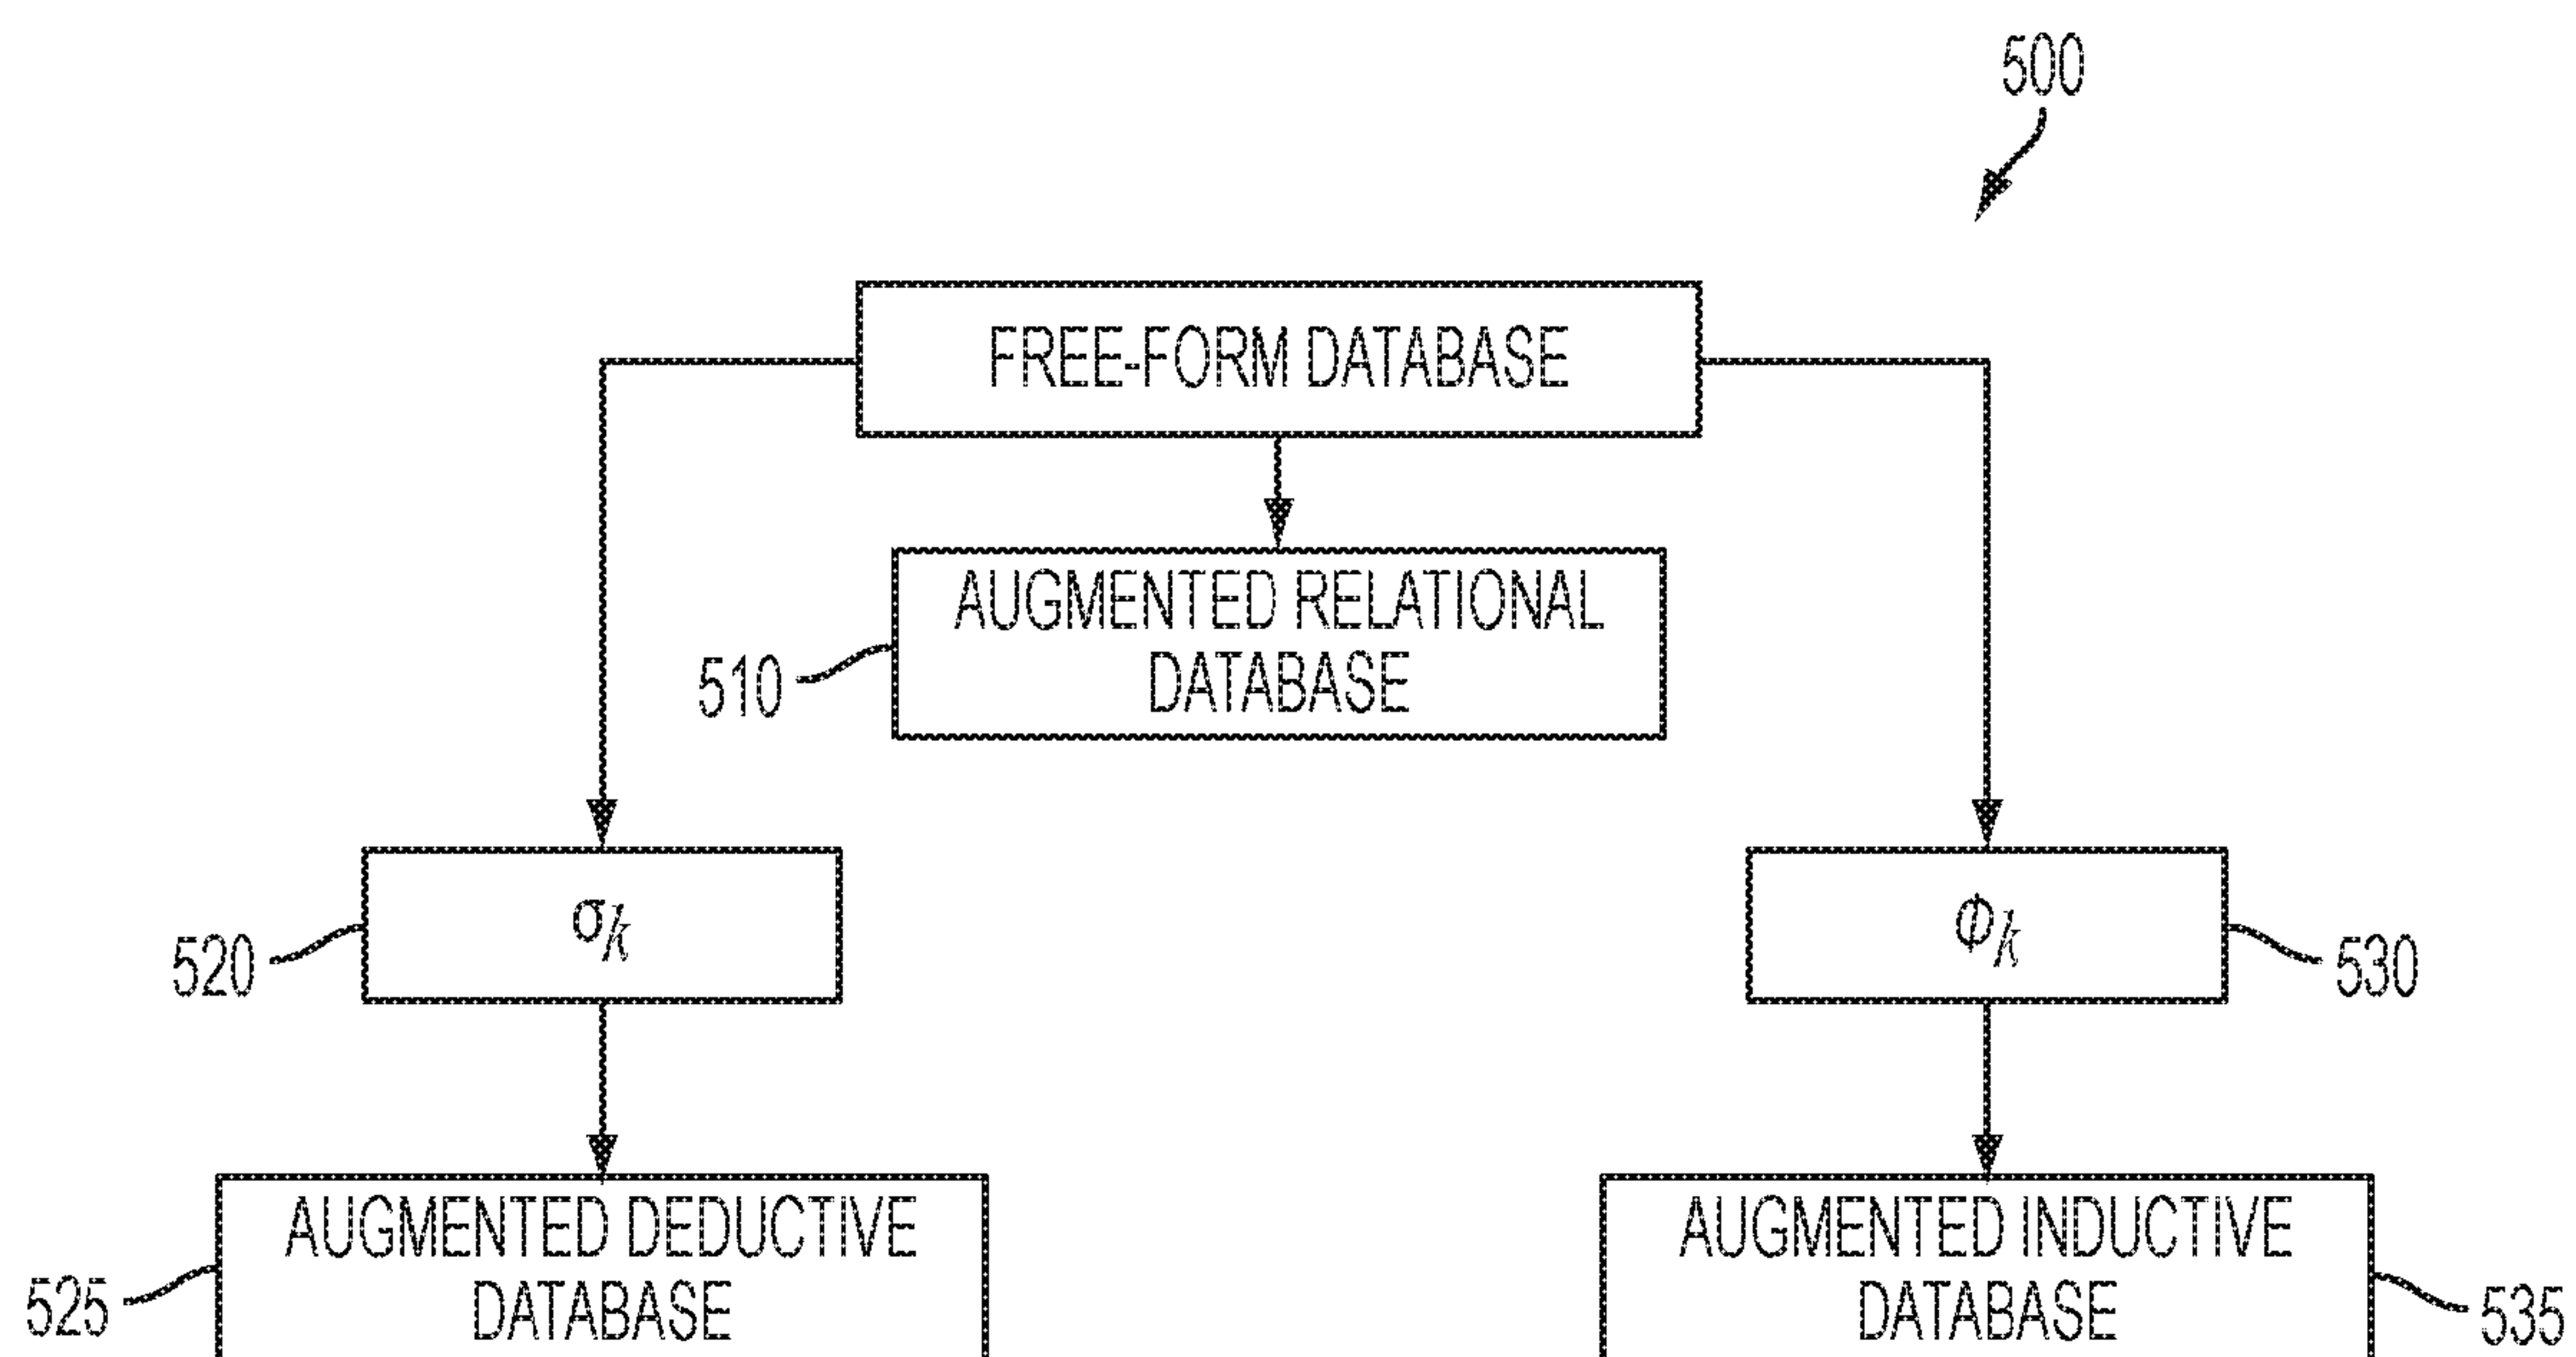 500
FREE-FORM DATABASE
AUGMENTED RELATIONAL
DATABASE
510
σk
520
ϕk
530
AUGMENTED DEDUCTIVE
DATABASE
525
AUGMENTED INDUCTIVE
DATABASE
535